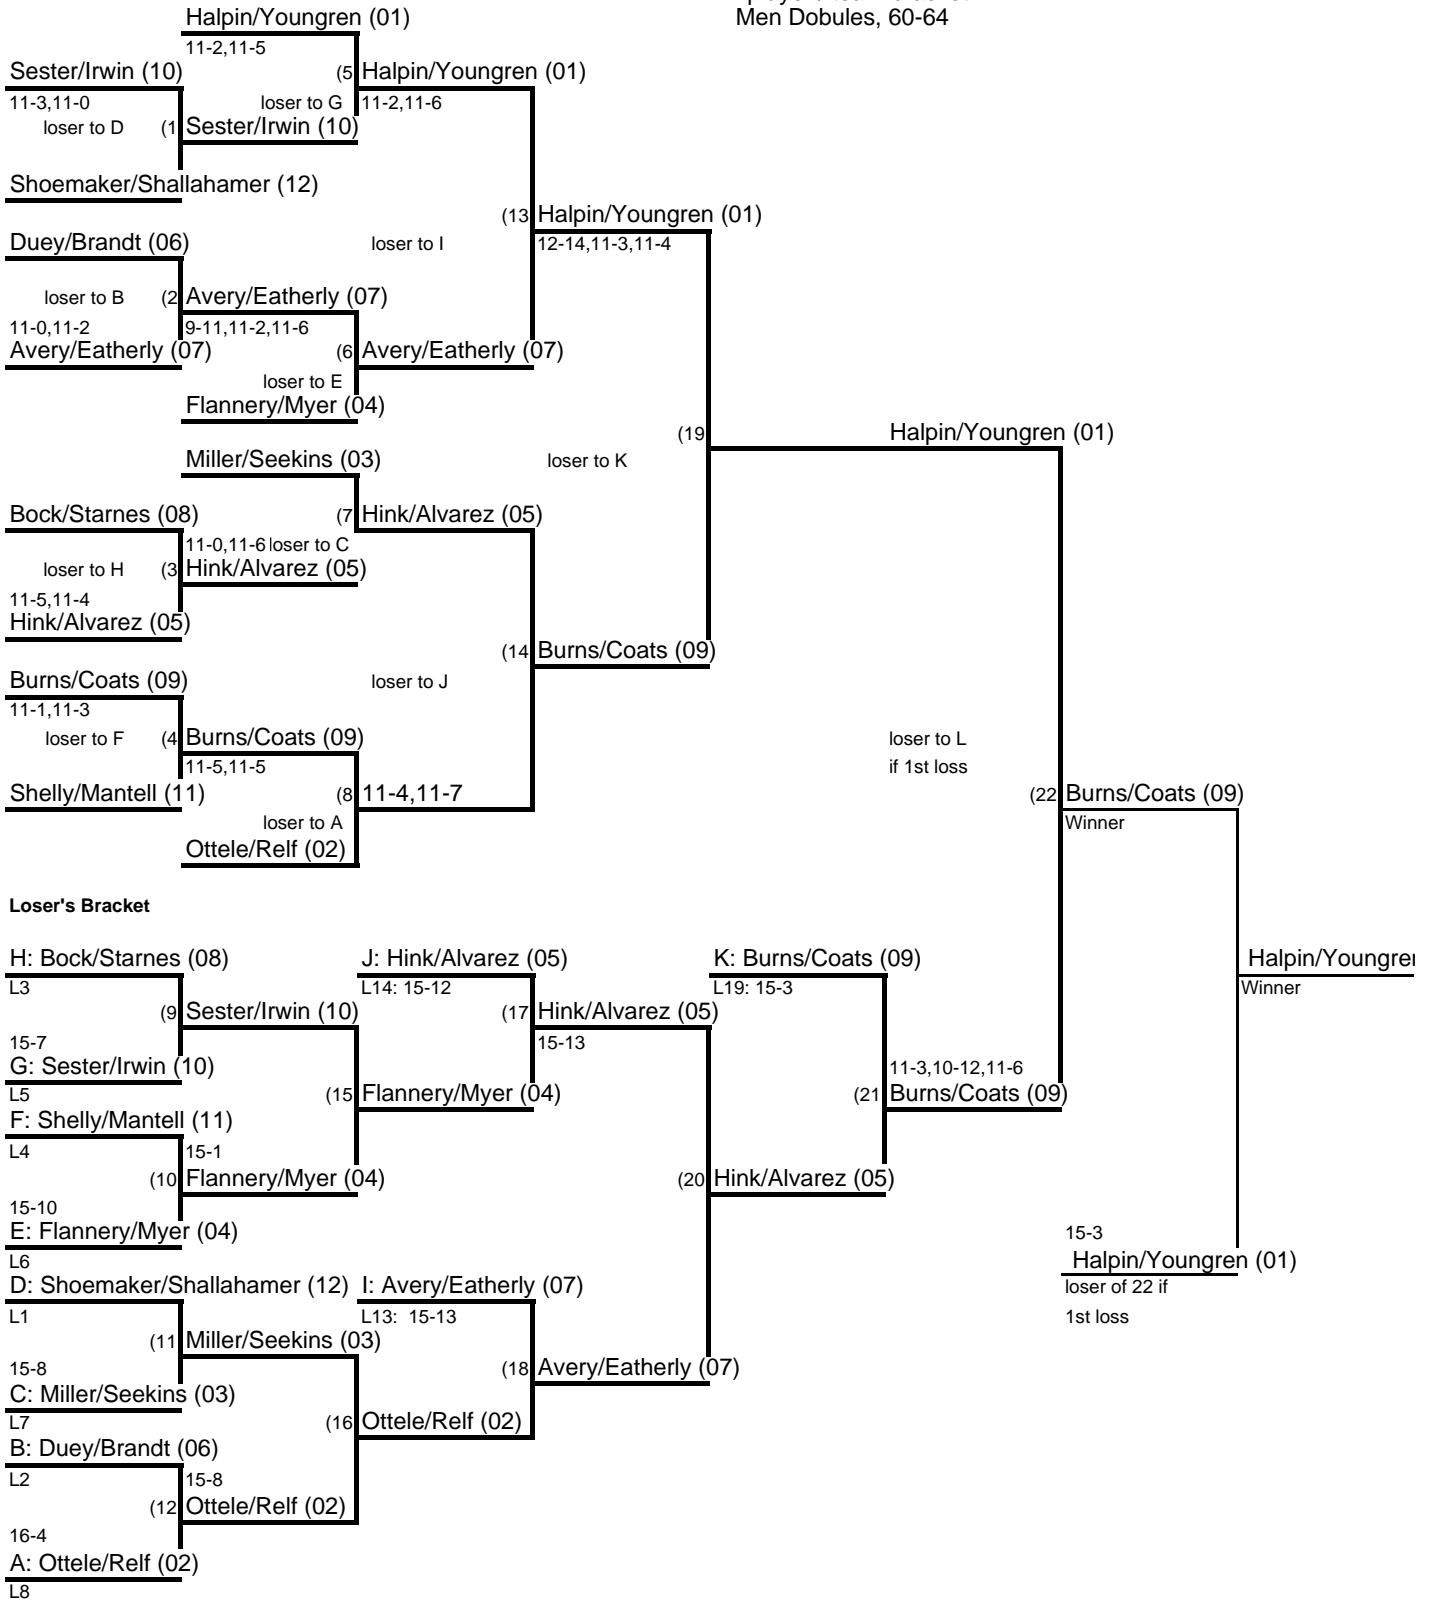 Men Dobules, 60-64
Halpin/Youngren (01)
11-2,11-5
Sester/Irwin (10)
(5 Halpin/Youngren (01)
11-3,11-0
loser to G
11-2,11-6
loser to D
(1 Sester/Irwin (10)
Shoemaker/Shallahamer (12)
(13 Halpin/Youngren (01)
Duey/Brandt (06)
loser to I
12-14,11-3,11-4
loser to B
(2 Avery/Eatherly (07)
11-0,11-2
9-11,11-2,11-6
Avery/Eatherly (07)
(6 Avery/Eatherly (07)
loser to E
Flannery/Myer (04)
(19 Halpin/Youngren (01)
Miller/Seekins (03)
loser to K
Bock/Starnes (08)
(7 Hink/Alvarez (05)
11-0,11-6 loser to C
loser to H
(3 Hink/Alvarez (05)
11-5,11-4
Hink/Alvarez (05)
(14 Burns/Coats (09)
Burns/Coats (09)
loser to J
11-1,11-3
loser to F
(4 Burns/Coats (09)
loser to L
11-5,11-5
if 1st loss
Shelly/Mantell (11)
(8 11-4,11-7
(22 Burns/Coats (09)
loser to A
Winner
Ottele/Relf (02)
Loser's Bracket
H: Bock/Starnes (08)
J: Hink/Alvarez (05)
K: Burns/Coats (09)
Halpin/Youngre
L3
L14: 15-12
L19: 15-3
Winner
(9 Sester/Irwin (10)
(17 Hink/Alvarez (05)
15-7
15-13
G: Sester/Irwin (10)
11-3,10-12,11-6
L5
(15 Flannery/Myer (04)
(21 Burns/Coats (09)
F: Shelly/Mantell (11)
L4
15-1
(10 Flannery/Myer (04)
(20 Hink/Alvarez (05)
15-10
E: Flannery/Myer (04)
15-3
L6
Halpin/Youngren (01)
D: Shoemaker/Shallahamer (12)
I: Avery/Eatherly (07)
loser of 22 if
L1
L13: 15-13
1st loss
(11 Miller/Seekins (03)
15-8
(18 Avery/Eatherly (07)
C: Miller/Seekins (03)
L7
(16 Ottele/Relf (02)
B: Duey/Brandt (06)
L2
15-8
(12 Ottele/Relf (02)
16-4
A: Ottele/Relf (02)
L8